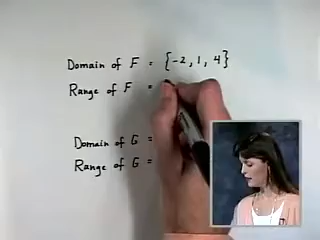 Domain of F = {-2, 1, 4}
Range of F =
Domain of G =
Range of G =